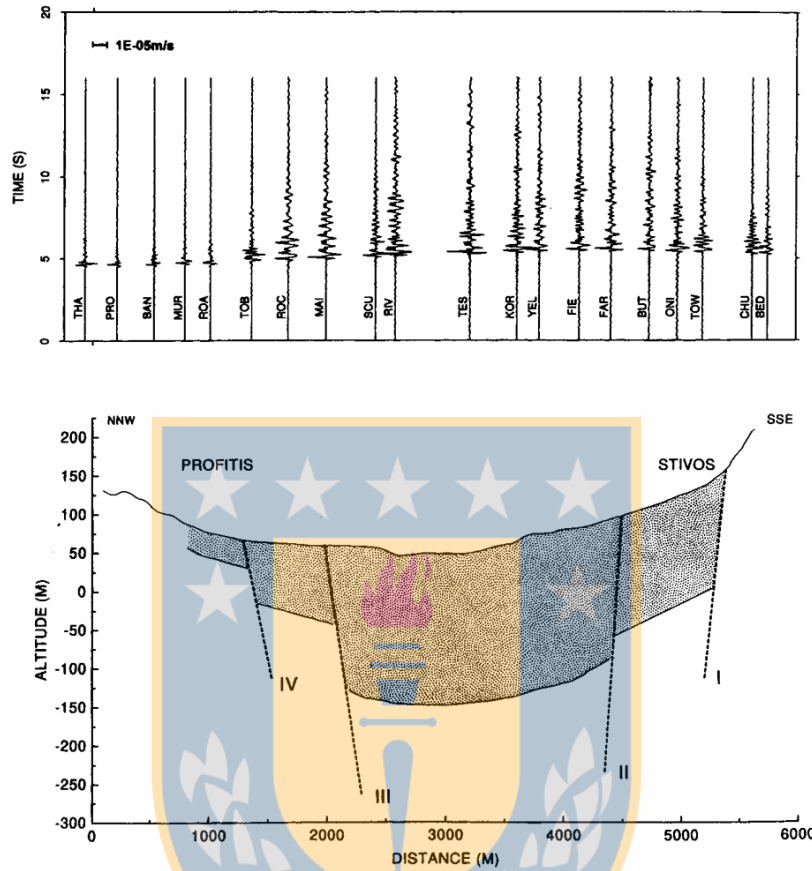 20
1E-05m/s
15
TIME (S)
10
5
THA PRO SAN MUR ROA TOB ROC MAI SCU RIV TES KOR YEL FIE FAR BUT ONI TOW CHU BED
0
NNW SSE
200
PROFITIS STIVOS
150
100
50
0
ALTITUDE (M)
-50
-100
IV I
-150
-200
II
-250
III
-300
0 1000 2000 3000 4000 5000 6000
DISTANCE (M)